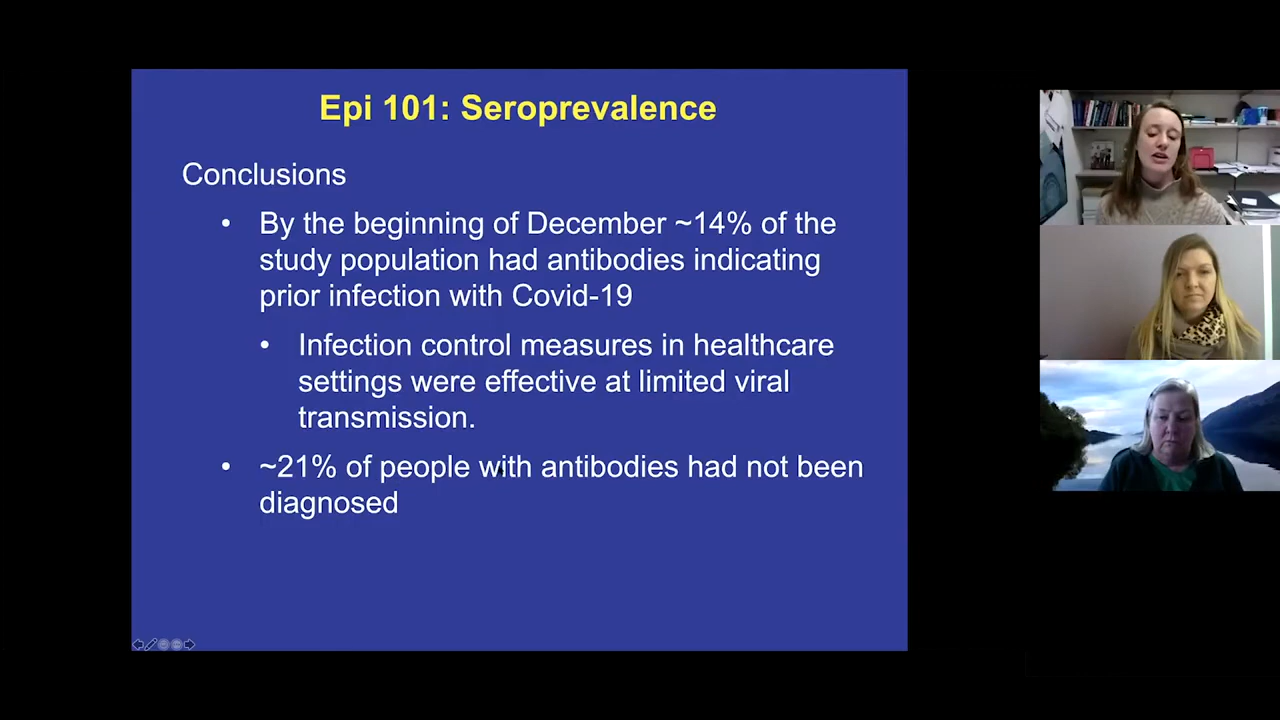 Epi 101: Seroprevalence
Conclusions
• By the beginning of December ~14% of the
study population had antibodies indicating
prior infection with Covid-19
• Infection control measures in healthcare
settings were effective at limited viral
transmission.
• ~21% of people with antibodies had not been
diagnosed